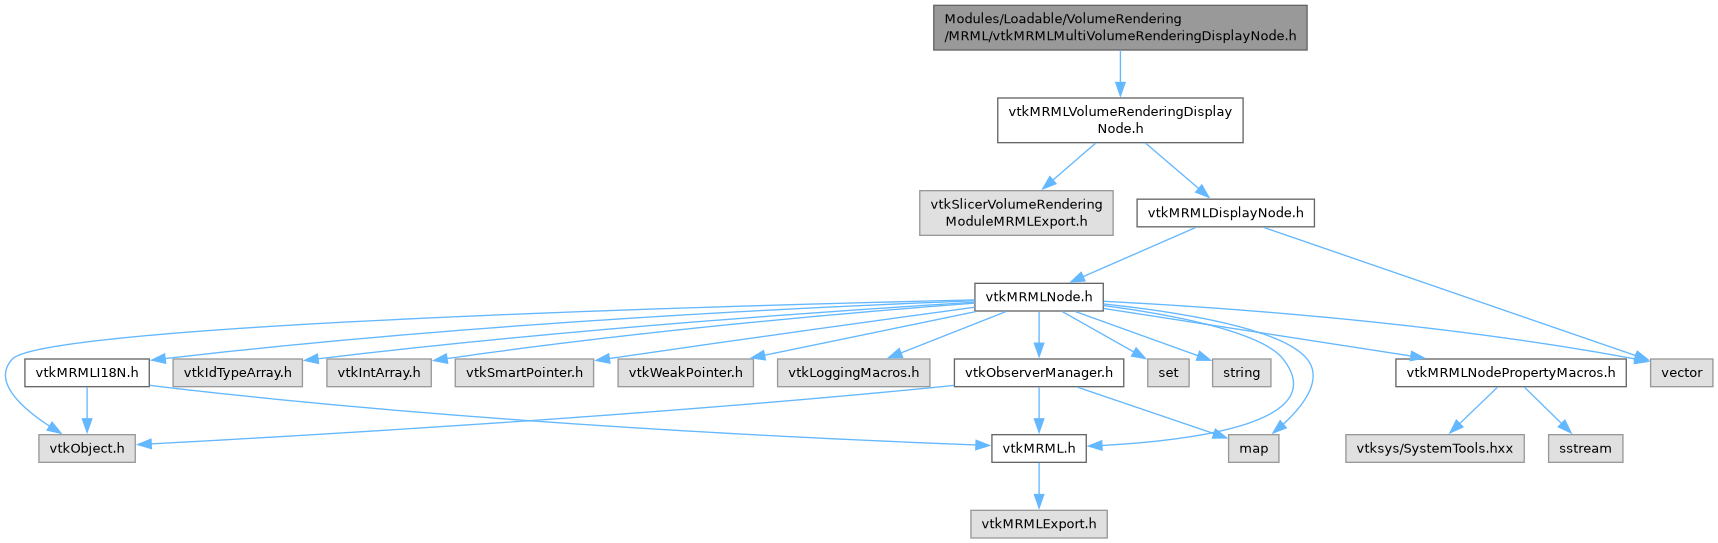 Modules/Loadable/VolumeRendering
/MRML/vtkMRMLMultiVolumeRenderingDisplayNode.h
vtkMRMLVolumeRenderingDisplay
Node.h
vtkSlicerVolumeRendering
ModuleMRMLExport.h
vtkMRMLDisplayNode.h
vtkMRMLNode.h
vtkMRMLI18N.h
vtkIdTypeArray.h
vtkIntArray.h
vtkSmartPointer.h
vtkWeakPointer.h
vtkLoggingMacros.h
vtkObserverManager.h
set
string
vtkMRMLNodePropertyMacros.h
vector
vtkObject.h
vtkMRML.h
map
vtksys/SystemTools.hxx
sstream
vtkMRMLExport.h